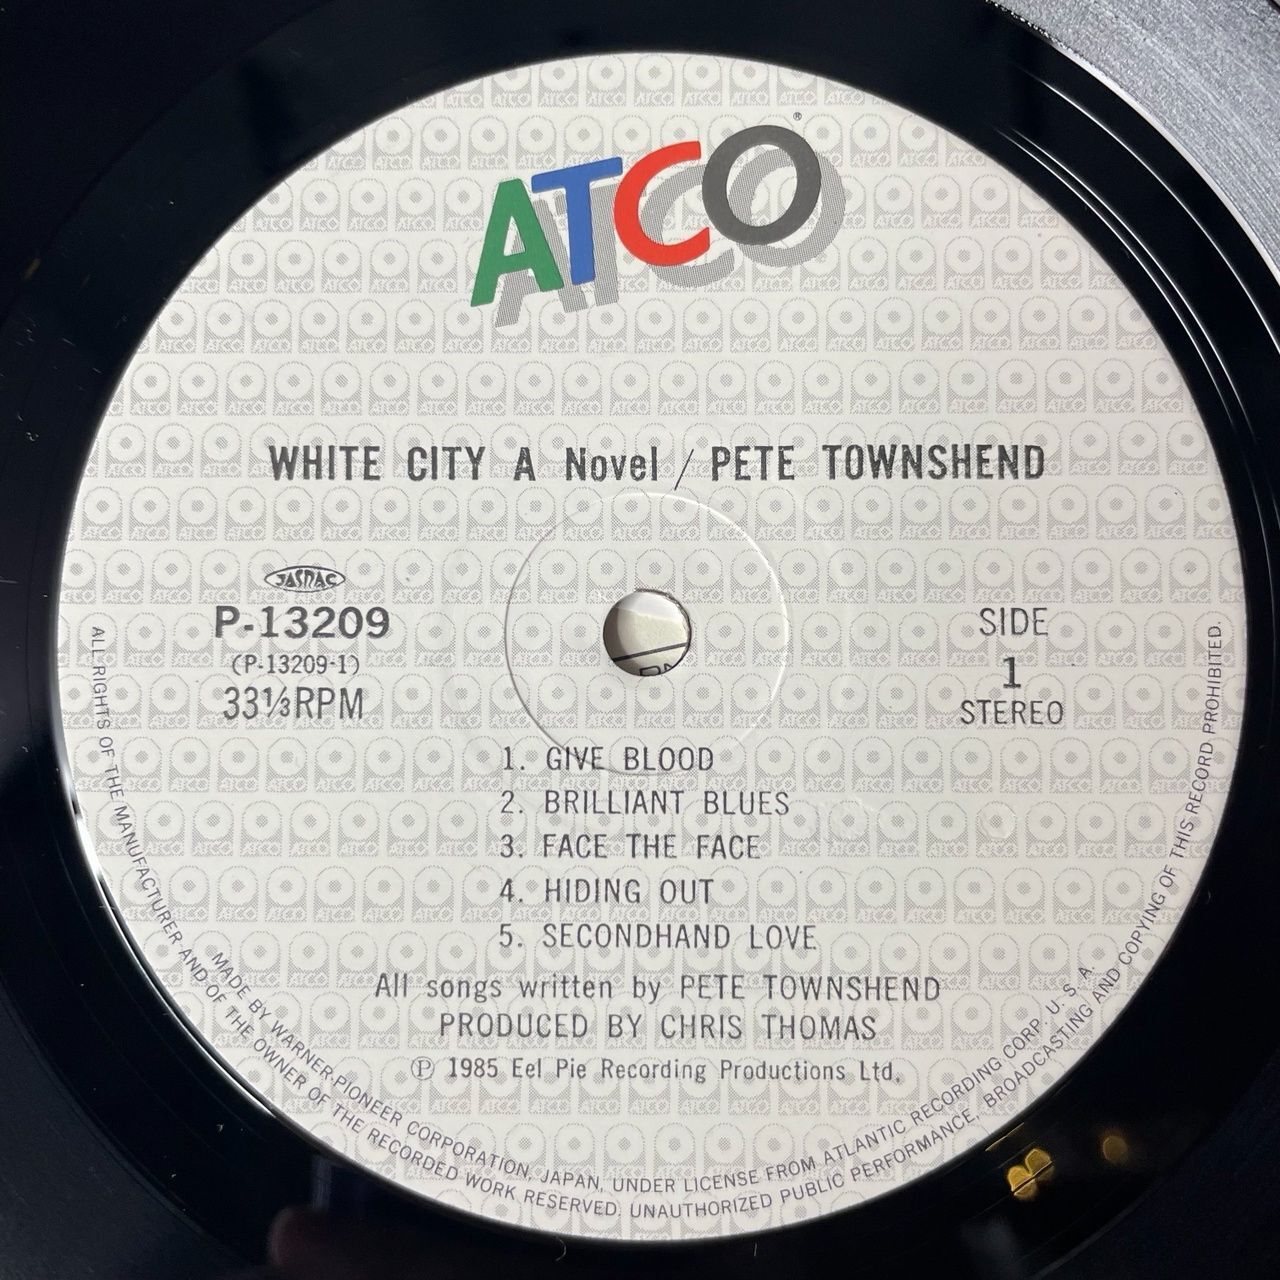 ATCO®
WHITE CITY A Novel / PETE TOWNSHEND
JASRAC
P-13209
(P-13209-1)
33⅓RPM
SIDE
1
STEREO
1. GIVE BLOOD
2. BRILLIANT BLUES
3. FACE THE FACE
4. HIDING OUT
5. SECONDHAND LOVE
All songs written by PETE TOWNSHEND
PRODUCED BY CHRIS THOMAS
Ⓟ 1985 Eel Pie Recording Productions Ltd.
MADE BY WARNER-PIONEER CORPORATION, JAPAN, UNDER LICENSE FROM ATLANTIC RECORDING CORP. U. S. A.
ALL RIGHTS OF THE MANUFACTURER AND OF THE OWNER OF THE RECORDED WORK RESERVED. UNAUTHORIZED PUBLIC PERFORMANCE, BROADCASTING AND COPYING OF THIS RECORD PROHIBITED.